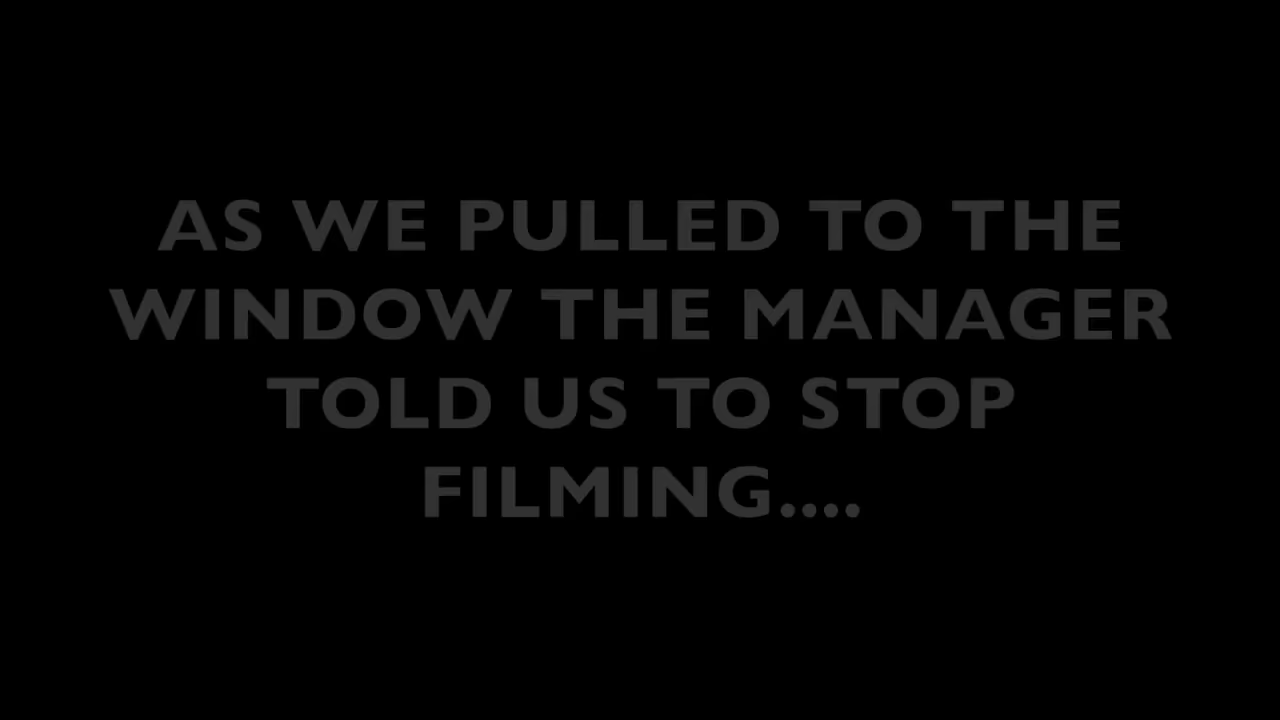 AS WE PULLED TO THE
WINDOW THE MANAGER
TOLD US TO STOP
FILMING....